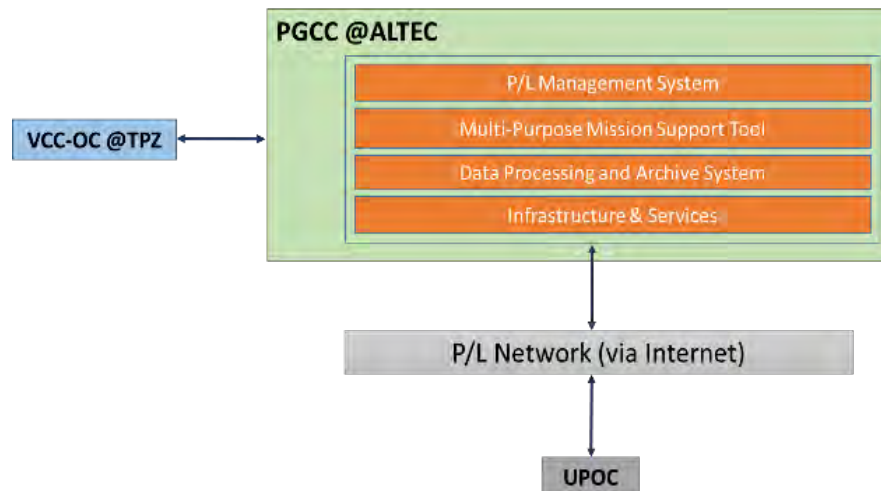 PGCC @ALTEC
P/L Management System
Multi-Purpose Mission Support Tool
VCC-OC @TPZ
Data Processing and Archive System
Infrastructure & Services
P/L Network (via Internet)
UPOC